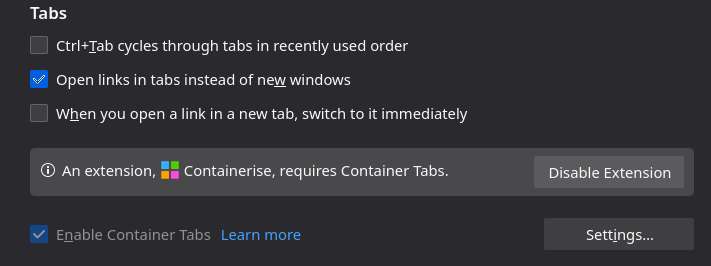 Tabs
Ctrl+Tab cycles through tabs in recently used order
Open links in tabs instead of new windows
When you open a link in a new tab, switch to it immediately
An extension, Containerise, requires Container Tabs. Disable Extension
Enable Container Tabs Learn more Settings...